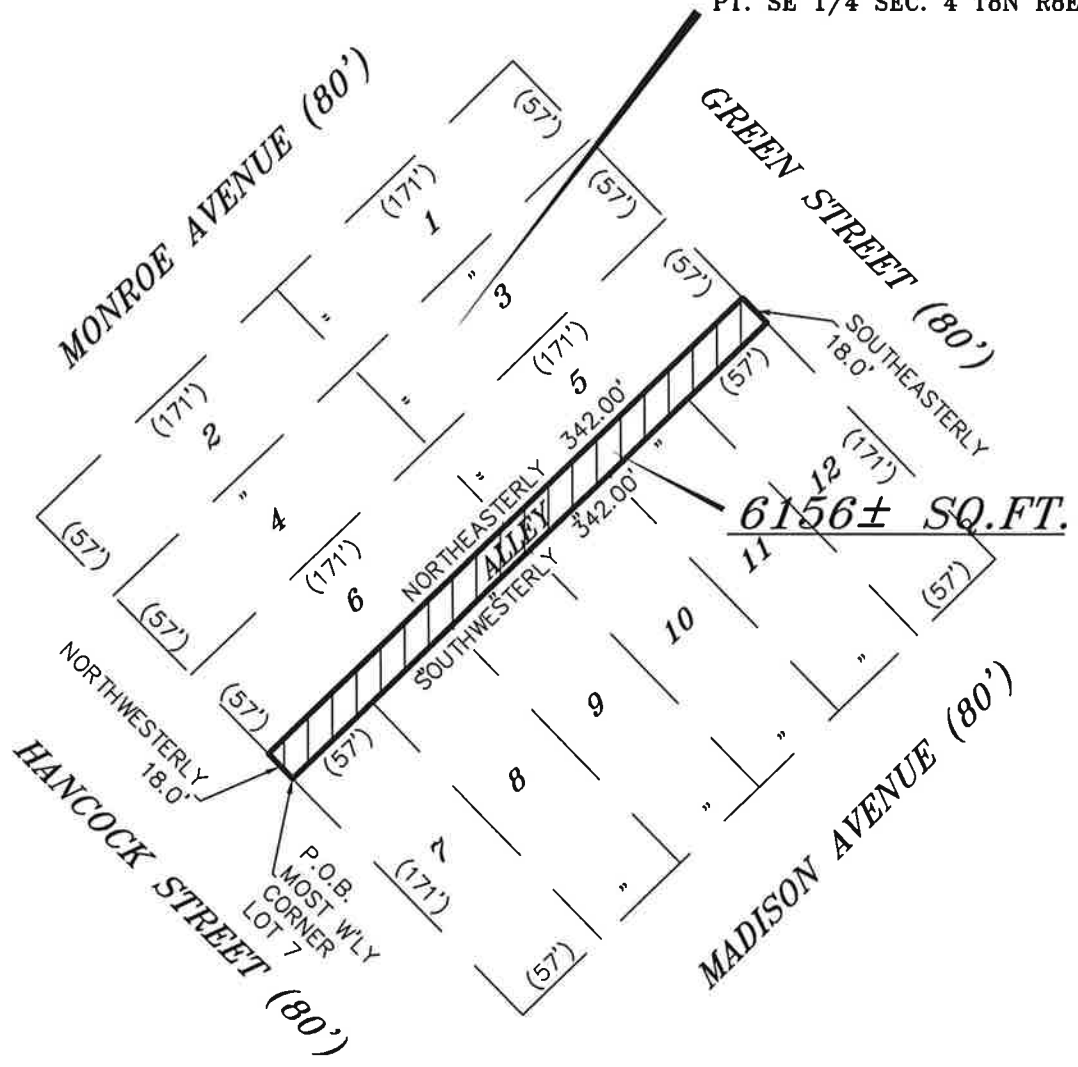 PT. SE 1/4 SEC. 4 T8N R8E
MONROE AVENUE (80')
GREEN STREET (80')
(57')
(57')
(57')
(171')
1
"
3
"
(171')
5
"
(171')
2
"
4
"
(171')
6
(57')
(57')
(57')
NORTHEASTERLY 342.00'
ALLEY
SOUTHWESTERLY 342.00'
SOUTHEASTERLY
18.0'
6156± SQ.FT.
NORTHWESTERLY
18.0'
HANCOCK STREET (80')
P.O.B.
MOST W'LY
CORNER
LOT 7
(57')
"
"
"
"
(57')
7
(171')
8
9
10
11
12
(171')
(57')
"
"
"
"
(57')
MADISON AVENUE (80')